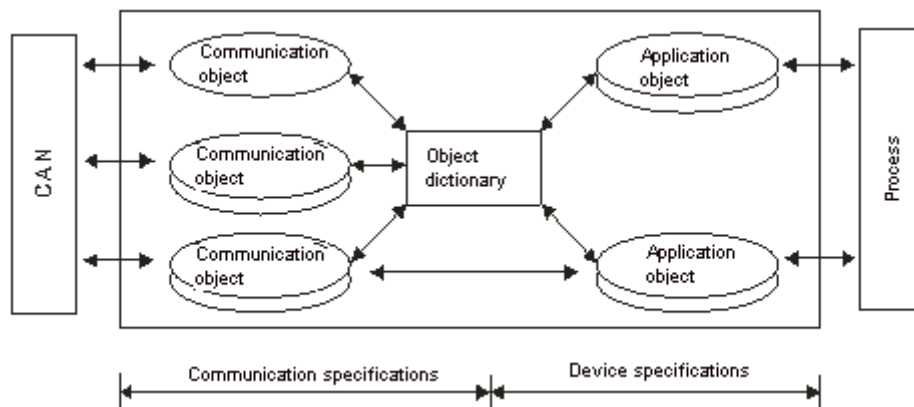 CAN
Communication
object
Communication
object
Communication
object
Object
dictionary
Application
object
Application
object
Process
Communication specifications
Device specifications